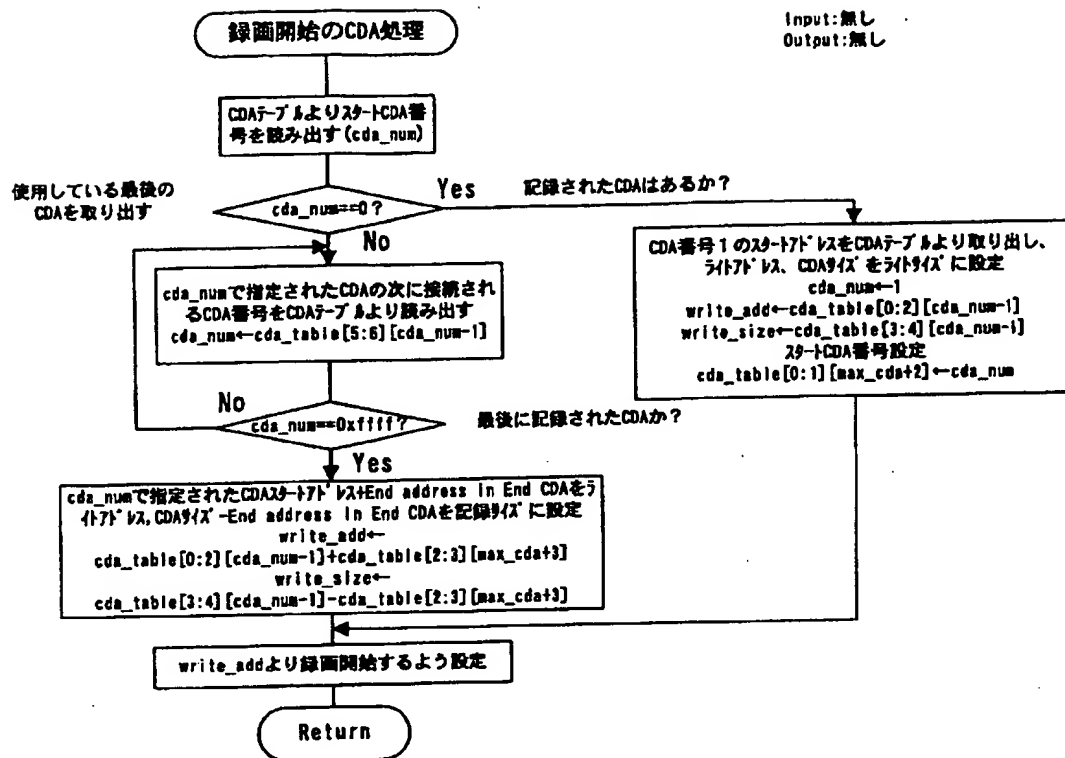 録画開始のCDA処理
Input:無し
Output:無し
CDAテーブルよりスタートCDA番
号を読み出す(cda_num)
使用している最後の
CDAを取り出す
cda_num==0?
Yes
記録されたCDAはあるか?
No
CDA番号1のスタートアドレスをCDAテーブルより取り出し、
ライトアドレス、CDAサイズをライトサイズに設定
cda_num←1
write_add←cda_table[0:2][cda_num-1]
write_size←cda_table[3:4][cda_num-1]
スタートCDA番号設定
cda_table[0:1][max_cda+2]←cda_num
cda_numで指定されたCDAの次に接続され
るCDA番号をCDAテーブルより読み出す
cda_num←cda_table[5:6][cda_num-1]
No
cda_num==0xffff?
最後に記録されたCDAか?
Yes
cda_numで指定されたCDAスタートアドレス+End address in End CDAをラ
イトアドレス,CDAサイズ-End address in End CDAを記録サイズに設定
write_add←
cda_table[0:2][cda_num-1]+cda_table[2:3][max_cda+3]
write_size←
cda_table[3:4][cda_num-1]-cda_table[2:3][max_cda+3]
write_addより録画開始するよう設定
Return